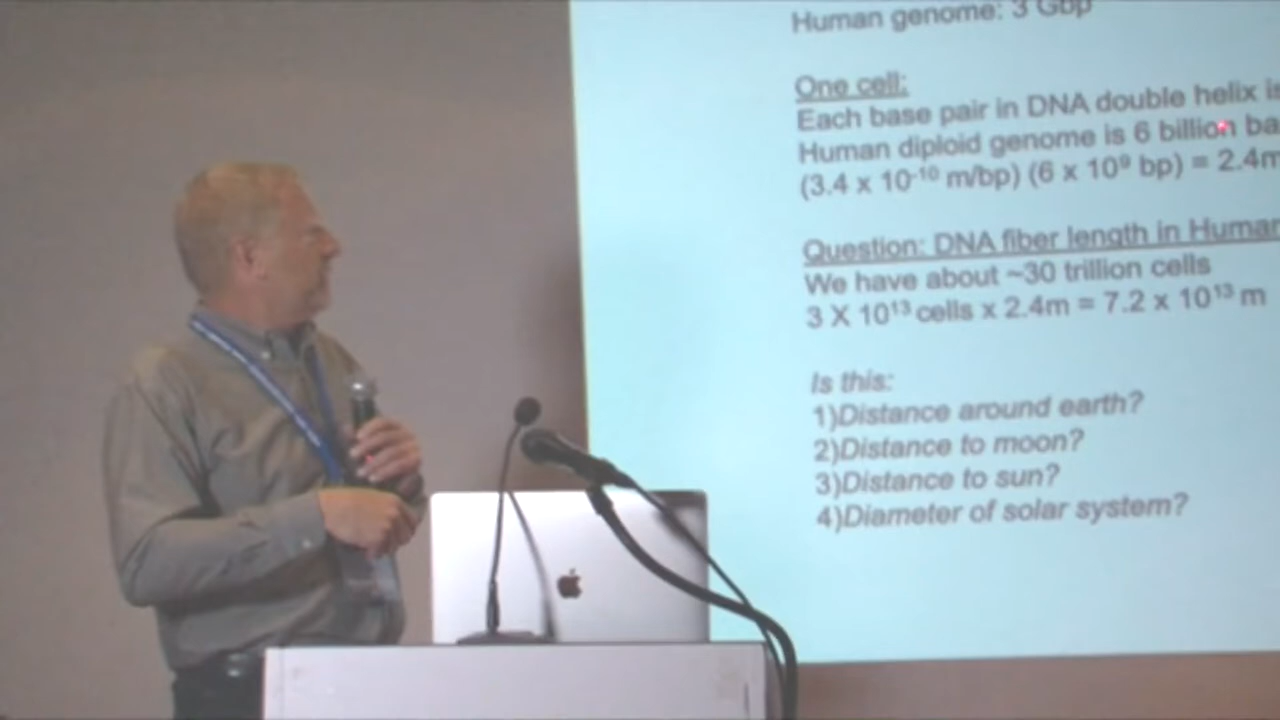 Human genome: 3 Gbp
One cell:
Each base pair in DNA double helix is
Human diploid genome is 6 billion ba
(3.4 x 10⁻¹⁰ m/bp) (6 x 10⁹ bp) = 2.4m
Question: DNA fiber length in Human
We have about ~30 trillion cells
3 X 10¹³ cells x 2.4m = 7.2 x 10¹³ m
Is this:
1)Distance around earth?
2)Distance to moon?
3)Distance to sun?
4)Diameter of solar system?